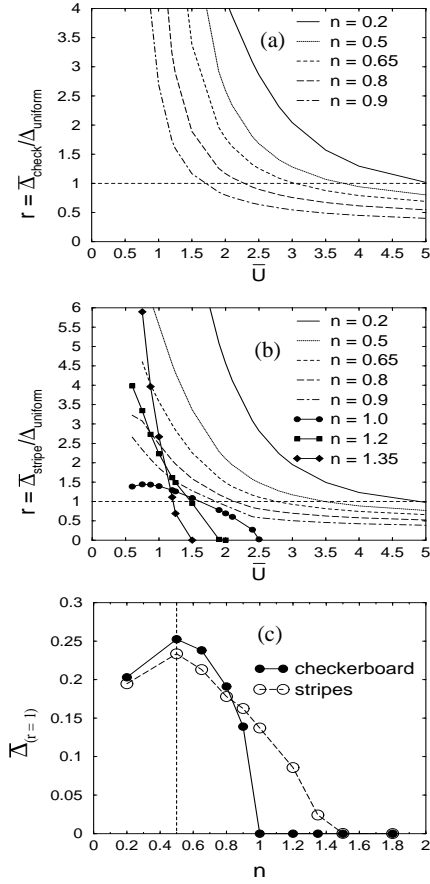 4
3.5
3
2.5
2
1.5
1
0.5
0
(a)
n = 0.2
n = 0.5
n = 0.65
n = 0.8
n = 0.9
r = Δ̅check/Δuniform
0 0.5 1 1.5 2 2.5 3 3.5 4 4.5 5
U̅
6
5.5
5
4.5
4
3.5
3
2.5
2
1.5
1
0.5
0
(b)
n = 0.2
n = 0.5
n = 0.65
n = 0.8
n = 0.9
n = 1.0
n = 1.2
n = 1.35
r = Δ̅stripe/Δuniform
0 0.5 1 1.5 2 2.5 3 3.5 4 4.5 5
U̅
0.3
0.25
0.2
0.15
0.1
0.05
0
(c)
checkerboard
stripes
Δ̅(r = 1)
0 0.2 0.4 0.6 0.8 1 1.2 1.4 1.6 1.8 2
n